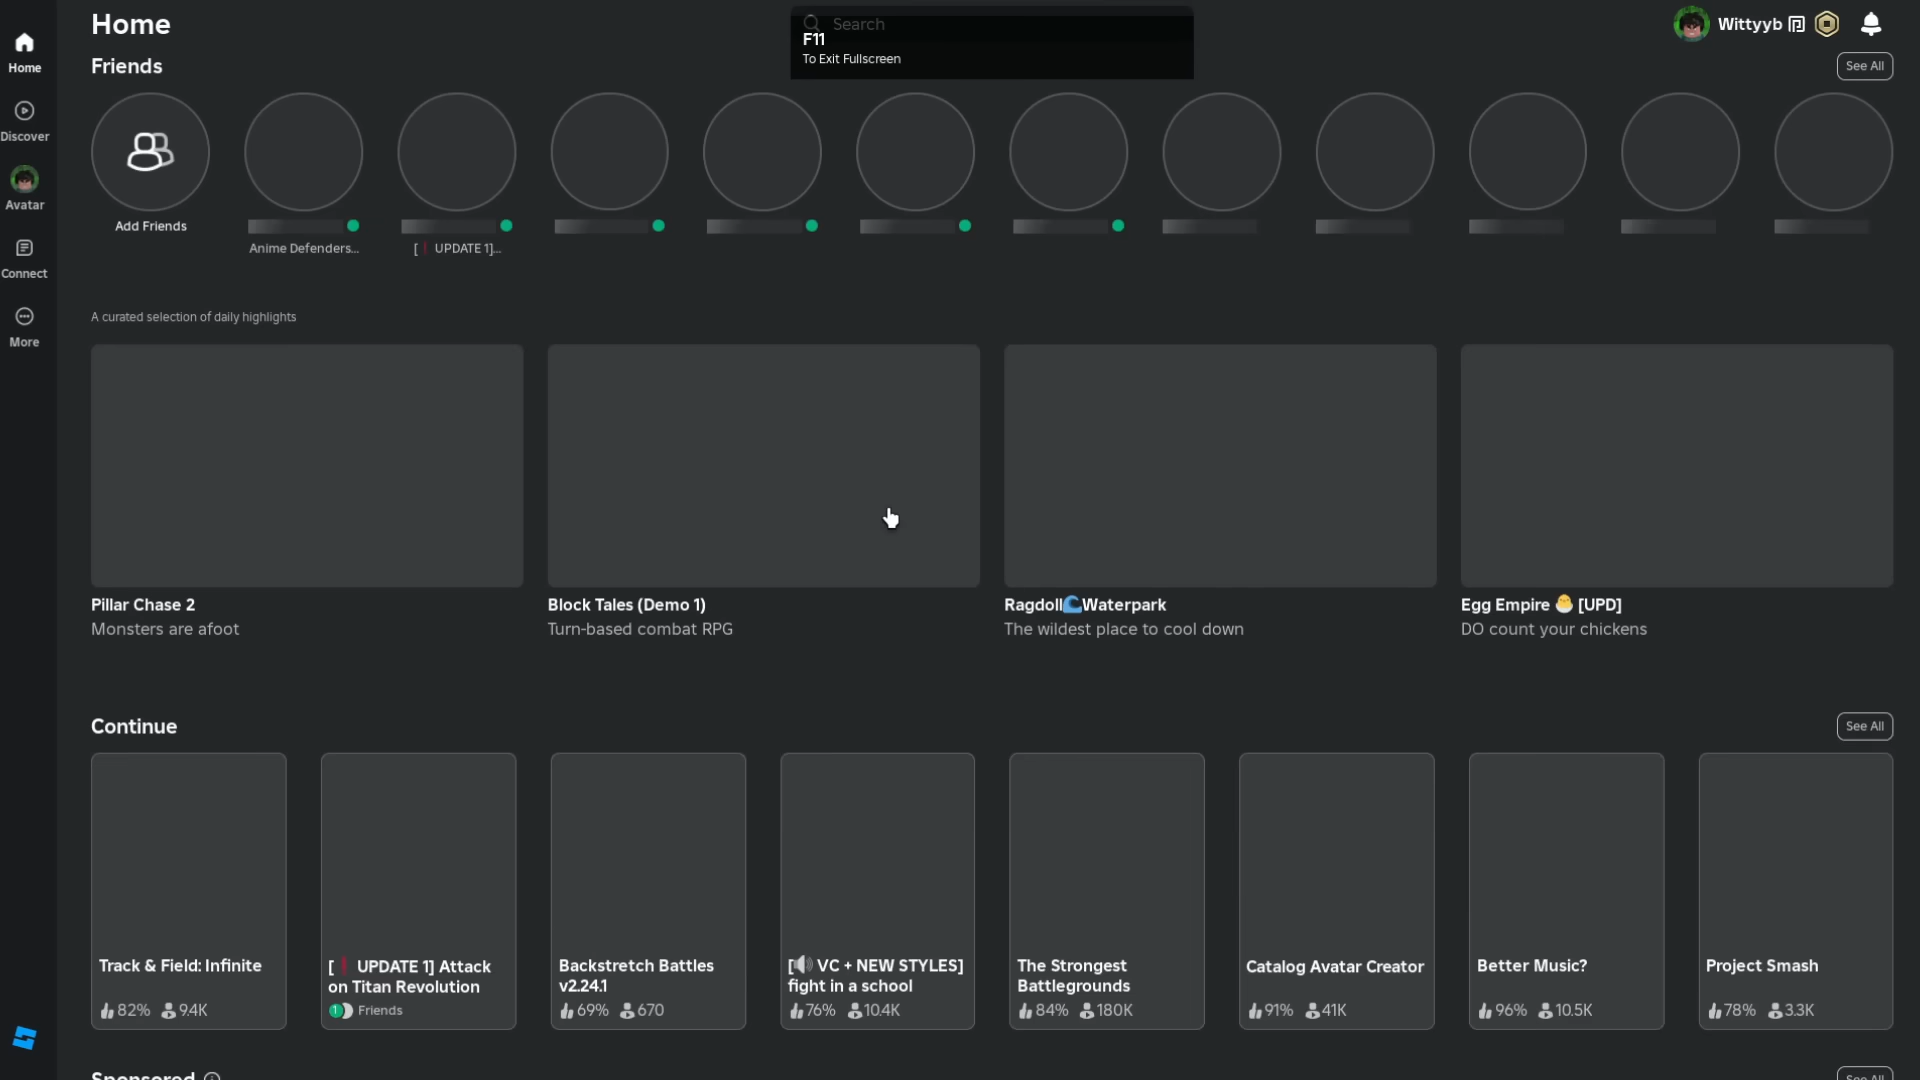 Home
Search
F11
To Exit Fullscreen
Wittyyb
Home
Discover
Avatar
Connect
More
Friends
See All
Add Friends
Anime Defenders...
[❗UPDATE 1]...
A curated selection of daily highlights
Pillar Chase 2
Monsters are afoot
Block Tales (Demo 1)
Turn-based combat RPG
Ragdoll🌊Waterpark
The wildest place to cool down
Egg Empire 🐣 [UPD]
DO count your chickens
Continue
See All
Track & Field: Infinite
82% 9.4K
[❗UPDATE 1] Attack
on Titan Revolution
1 Friends
Backstretch Battles
v2.24.1
69% 670
[🔊 VC + NEW STYLES]
fight in a school
76% 10.4K
The Strongest
Battlegrounds
84% 180K
Catalog Avatar Creator
91% 41K
Better Music?
96% 10.5K
Project Smash
78% 3.3K
Sponsored
See All